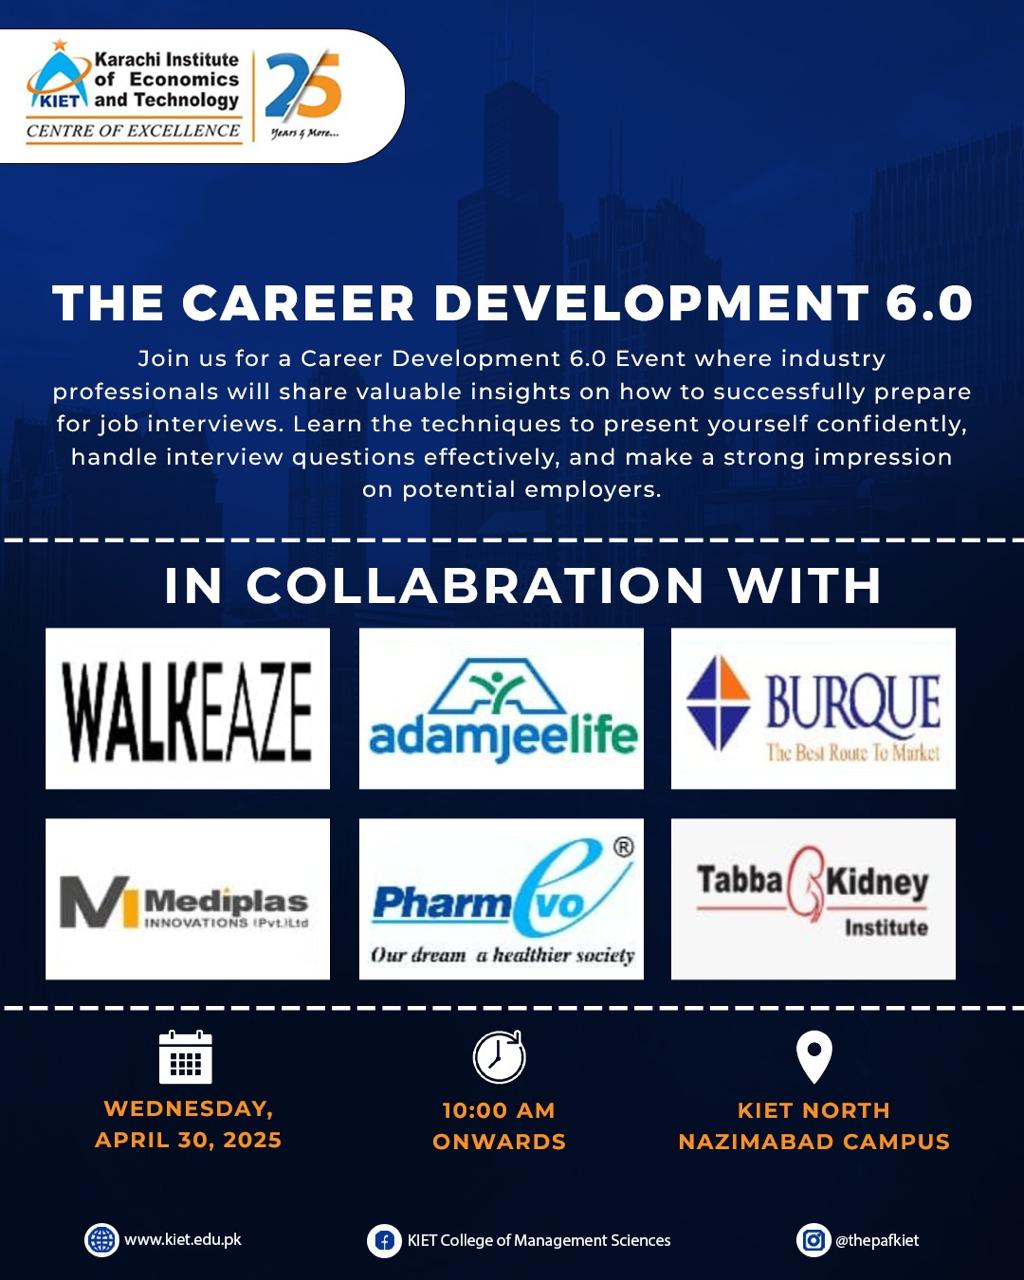 Karachi Institute
of Economics
and Technology
KIET
CENTRE OF EXCELLENCE
25
Years & More...
THE CAREER DEVELOPMENT 6.0
Join us for a Career Development 6.0 Event where industry
professionals will share valuable insights on how to successfully prepare
for job interviews. Learn the techniques to present yourself confidently,
handle interview questions effectively, and make a strong impression
on potential employers.
IN COLLABRATION WITH
WALKEAZE
adamjeelife
BURQUE
The Best Route To Market
Mediplas
INNOVATIONS (Pvt.)Ltd
PharmEvo ®
Our dream a healthier society
Tabba Kidney
Institute
WEDNESDAY,
APRIL 30, 2025
10:00 AM
ONWARDS
KIET NORTH
NAZIMABAD CAMPUS
www.kiet.edu.pk
KIET College of Management Sciences
@thepafkiet